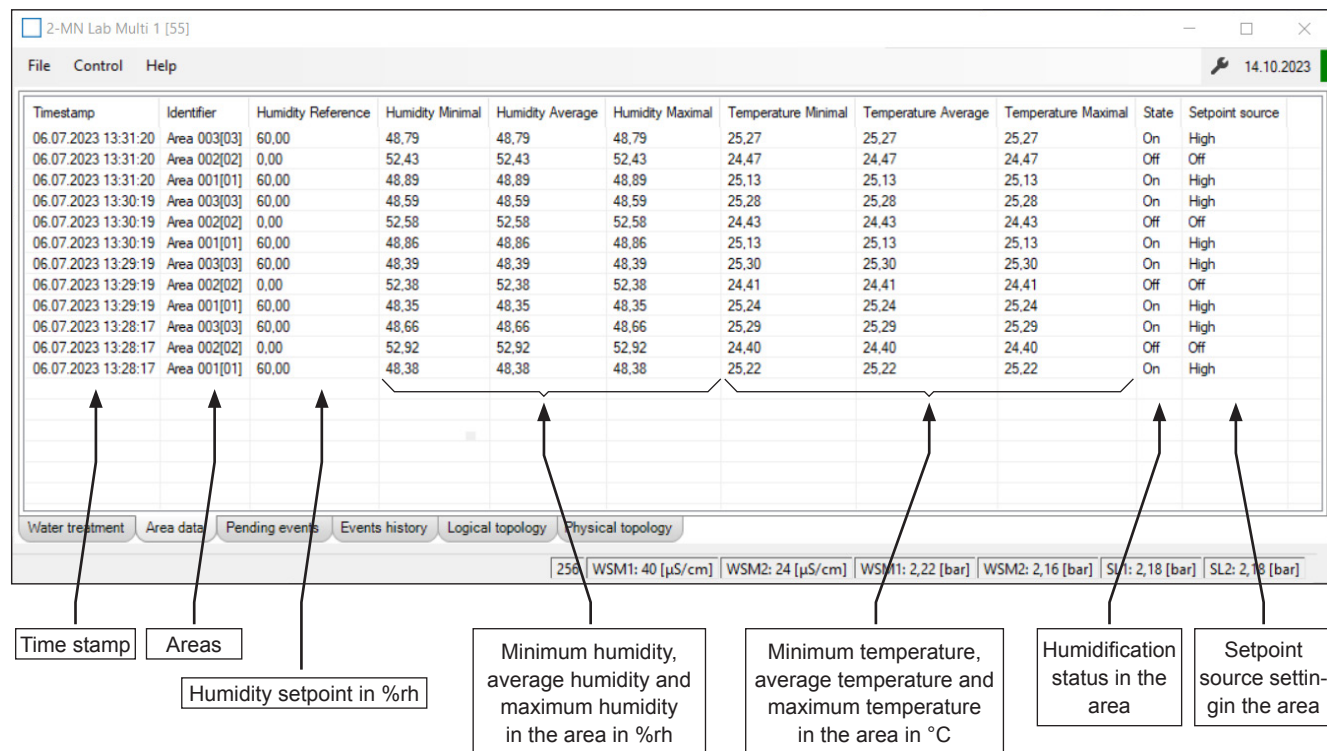 2-MN Lab Multi 1 [55]
File Control Help 14.10.2023
Timestamp Identifier Humidity Reference Humidity Minimal Humidity Average Humidity Maximal Temperature Minimal Temperature Average Temperature Maximal State Setpoint source
06.07.2023 13:31:20 Area 003[03] 60,00 48,79 48,79 48,79 25,27 25,27 25,27 On High
06.07.2023 13:31:20 Area 002[02] 0,00 52,43 52,43 52,43 24,47 24,47 24,47 Off Off
06.07.2023 13:31:20 Area 001[01] 60,00 48,89 48,89 48,89 25,13 25,13 25,13 On High
06.07.2023 13:30:19 Area 003[03] 60,00 48,59 48,59 48,59 25,28 25,28 25,28 On High
06.07.2023 13:30:19 Area 002[02] 0,00 52,58 52,58 52,58 24,43 24,43 24,43 Off Off
06.07.2023 13:30:19 Area 001[01] 60,00 48,86 48,86 48,86 25,13 25,13 25,13 On High
06.07.2023 13:29:19 Area 003[03] 60,00 48,39 48,39 48,39 25,30 25,30 25,30 On High
06.07.2023 13:29:19 Area 002[02] 0,00 52,38 52,38 52,38 24,41 24,41 24,41 Off Off
06.07.2023 13:29:19 Area 001[01] 60,00 48,35 48,35 48,35 25,24 25,24 25,24 On High
06.07.2023 13:28:17 Area 003[03] 60,00 48,66 48,66 48,66 25,29 25,29 25,29 On High
06.07.2023 13:28:17 Area 002[02] 0,00 52,92 52,92 52,92 24,40 24,40 24,40 Off Off
06.07.2023 13:28:17 Area 001[01] 60,00 48,38 48,38 48,38 25,22 25,22 25,22 On High
Water treatment Area data Pending events Events history Logical topology Physical topology
256 WSM1: 40 [µS/cm] WSM2: 24 [µS/cm] WSM1: 2,22 [bar] WSM2: 2,16 [bar] SL1: 2,18 [bar] SL2: 2,18 [bar]
Time stamp
Areas
Humidity setpoint in %rh
Minimum humidity,
average humidity and
maximum humidity
in the area in %rh
Minimum temperature,
average temperature and
maximum temperature
in the area in °C
Humidification
status in the
area
Setpoint
source settin-
gin the area